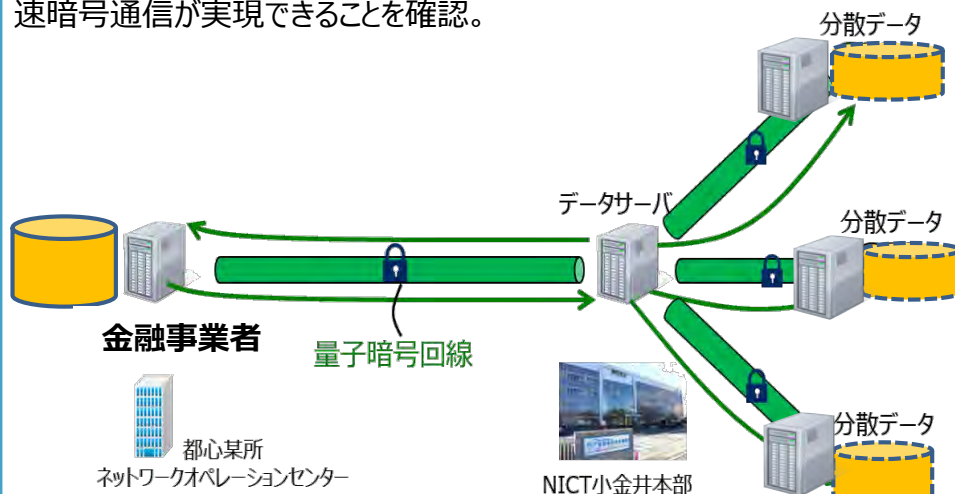 速暗号通信が実現できることを確認。
分散データ
データサーバ
分散データ
金融事業者
量子暗号回線
分散データ
都心某所
ネットワークオペレーションセンター
NICT小金井本部